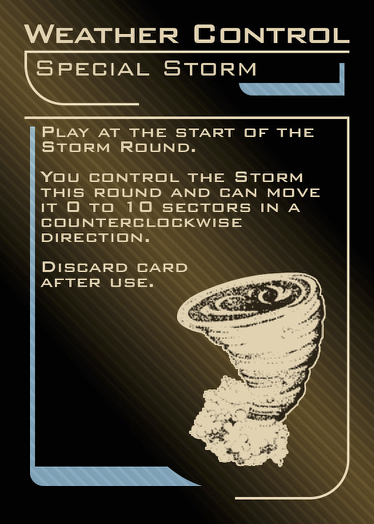 Weather Control
Special Storm
Play at the start of the
Storm Round.
You control the Storm
this round and can move
it 0 to 10 sectors in a
counterclockwise
direction.
Discard card
after use.